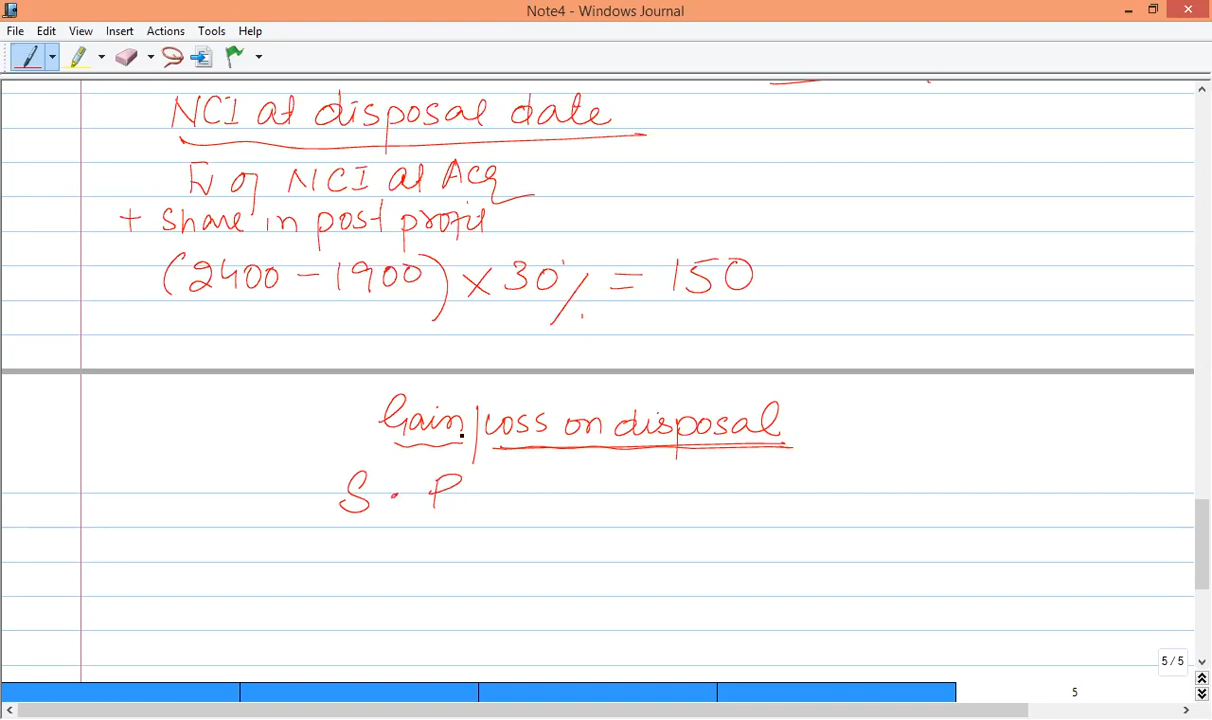 Note4 - Windows Journal
File Edit View Insert Actions Tools Help
NCI at disposal date
FV of NCI at Acq
+ share in post profit
(2400 - 1900) × 30% = 150
Gain/loss on disposal
S. P
5 / 5
5